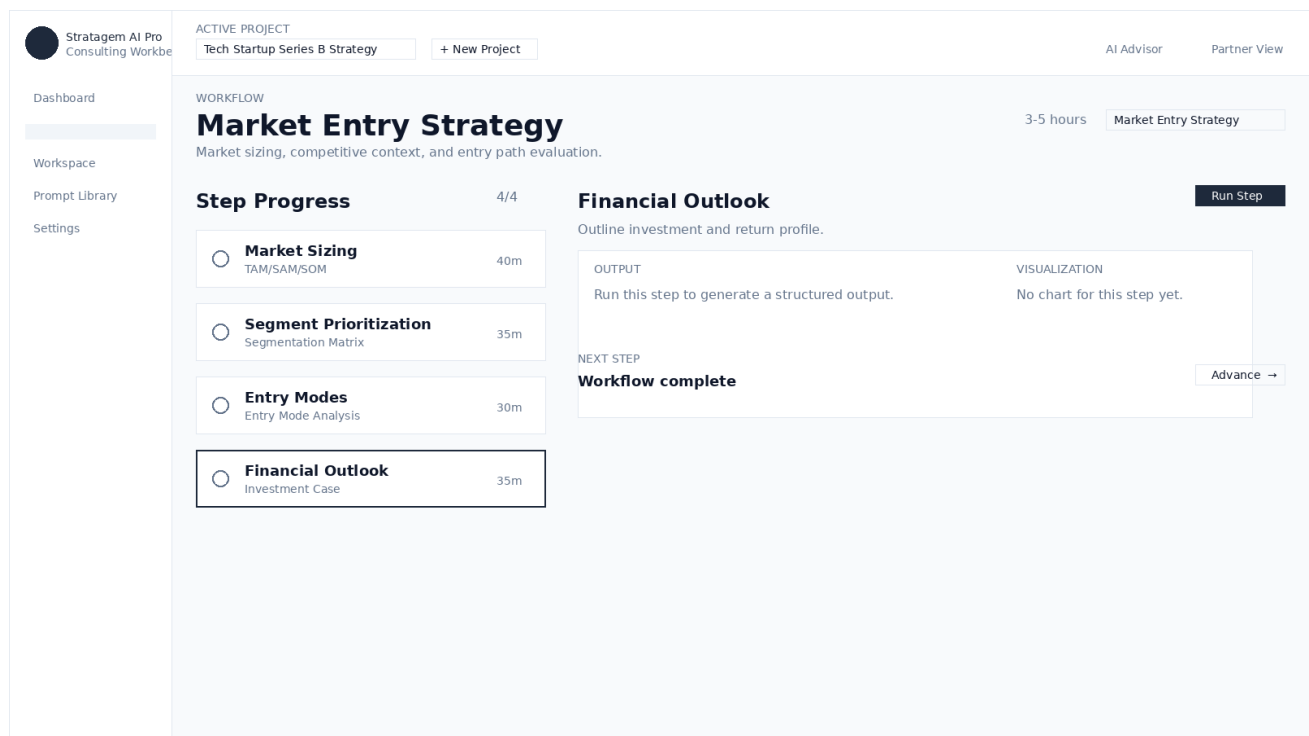 Stratagem AI Pro
Consulting Workbe
Dashboard
Workspace
Prompt Library
Settings
ACTIVE PROJECT
Tech Startup Series B Strategy
+ New Project
AI Advisor
Partner View
WORKFLOW
Market Entry Strategy
Market sizing, competitive context, and entry path evaluation.
3-5 hours
Market Entry Strategy
Step Progress
4/4
Market Sizing
TAM/SAM/SOM
40m
Segment Prioritization
Segmentation Matrix
35m
Entry Modes
Entry Mode Analysis
30m
Financial Outlook
Investment Case
35m
Financial Outlook
Run Step
Outline investment and return profile.
OUTPUT
Run this step to generate a structured output.
VISUALIZATION
No chart for this step yet.
NEXT STEP
Workflow complete
Advance →